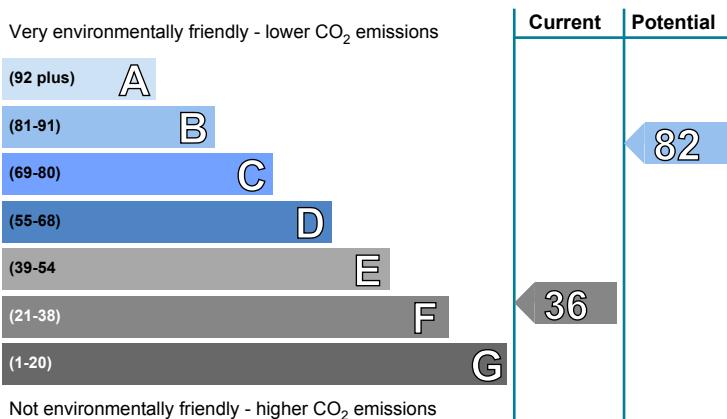 Current Potential
Very environmentally friendly - lower CO2 emissions
(92 plus) A
(81-91) B
82
(69-80) C
(55-68) D
(39-54 E
(21-38) F
36
(1-20) G
Not environmentally friendly - higher CO2 emissions